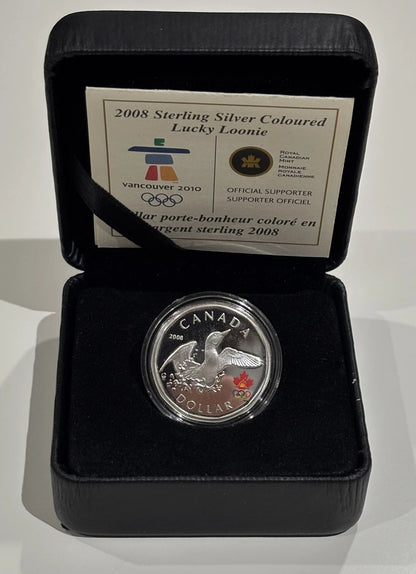 2008 Sterling Silver Coloured
Lucky Loonie
vancouver 2010
ROYAL
CANADIAN
MINT
MONNAIE
ROYALE
CANADIENNE
OFFICIAL SUPPORTER
SUPPORTER OFFICIEL
llar porte-bonheur coloré en
argent sterling 2008
CANADA
2008
DOLLAR